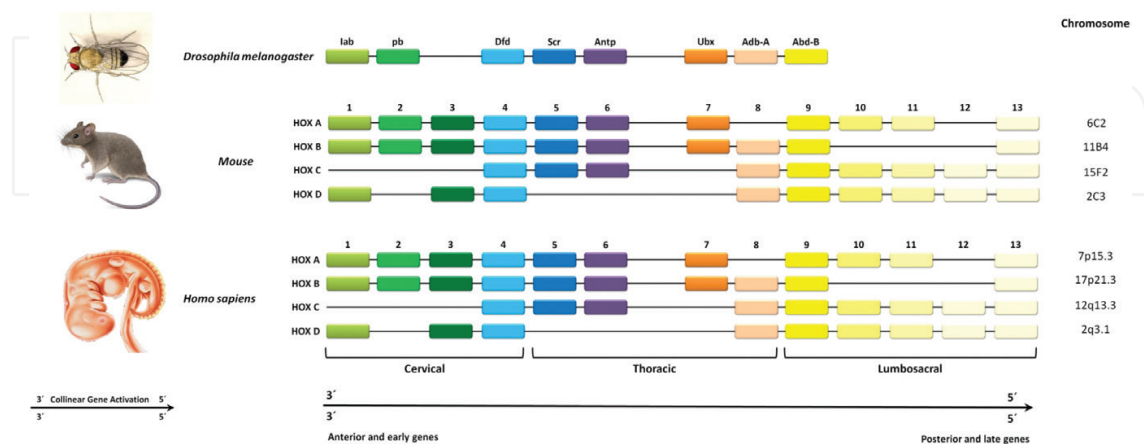 Chromosome
lab pb Dfd Scr Antp Ubx Adb-A Abd-B
Drosophila melanogaster
1 2 3 4 5 6 7 8 9 10 11 12 13
HOX A 6C2
HOX B 11B4
Mouse
HOX C 15F2
HOX D 2C3
1 2 3 4 5 6 7 8 9 10 11 12 13
HOX A 7p15.3
HOX B 17p21.3
Homo sapiens
HOX C 12q13.3
HOX D 2q3.1
Cervical Thoracic Lumbosacral
3´ Collinear Gene Activation 5´
3´ 5´
3´ 5´
3´ 5´
Anterior and early genes Posterior and late genes